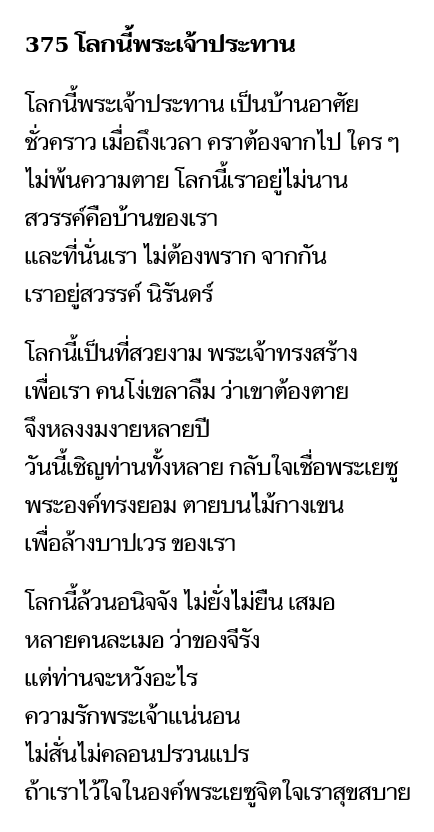 375 โลกนี้พระเจ้าประทาน
โลกนี้พระเจ้าประทาน เป็นบ้านอาศัย
ชั่วคราว เมื่อถึงเวลา คราต้องจากไป ใคร ๆ
ไม่พ้นความตาย โลกนี้เราอยู่ไม่นาน
สวรรค์คือบ้านของเรา
และที่นั่นเรา ไม่ต้องพราก จากกัน
เราอยู่สวรรค์ นิรันดร์
โลกนี้เป็นที่สวยงาม พระเจ้าทรงสร้าง
เพื่อเรา คนโง่เขลาลืม ว่าเขาต้องตาย
จึงหลงงมงายหลายปี
วันนี้เชิญท่านทั้งหลาย กลับใจเชื่อพระเยซู
พระองค์ทรงยอม ตายบนไม้กางเขน
เพื่อล้างบาปเวร ของเรา
โลกนี้ล้วนอนิจจัง ไม่ยั่งไม่ยืน เสมอ
หลายคนละเมอ ว่าของจีรัง
แต่ท่านจะหวังอะไร
ความรักพระเจ้าแน่นอน
ไม่สั่นไม่คลอนปรวนแปร
ถ้าเราไว้ใจในองค์พระเยซูจิตใจเราสุขสบาย